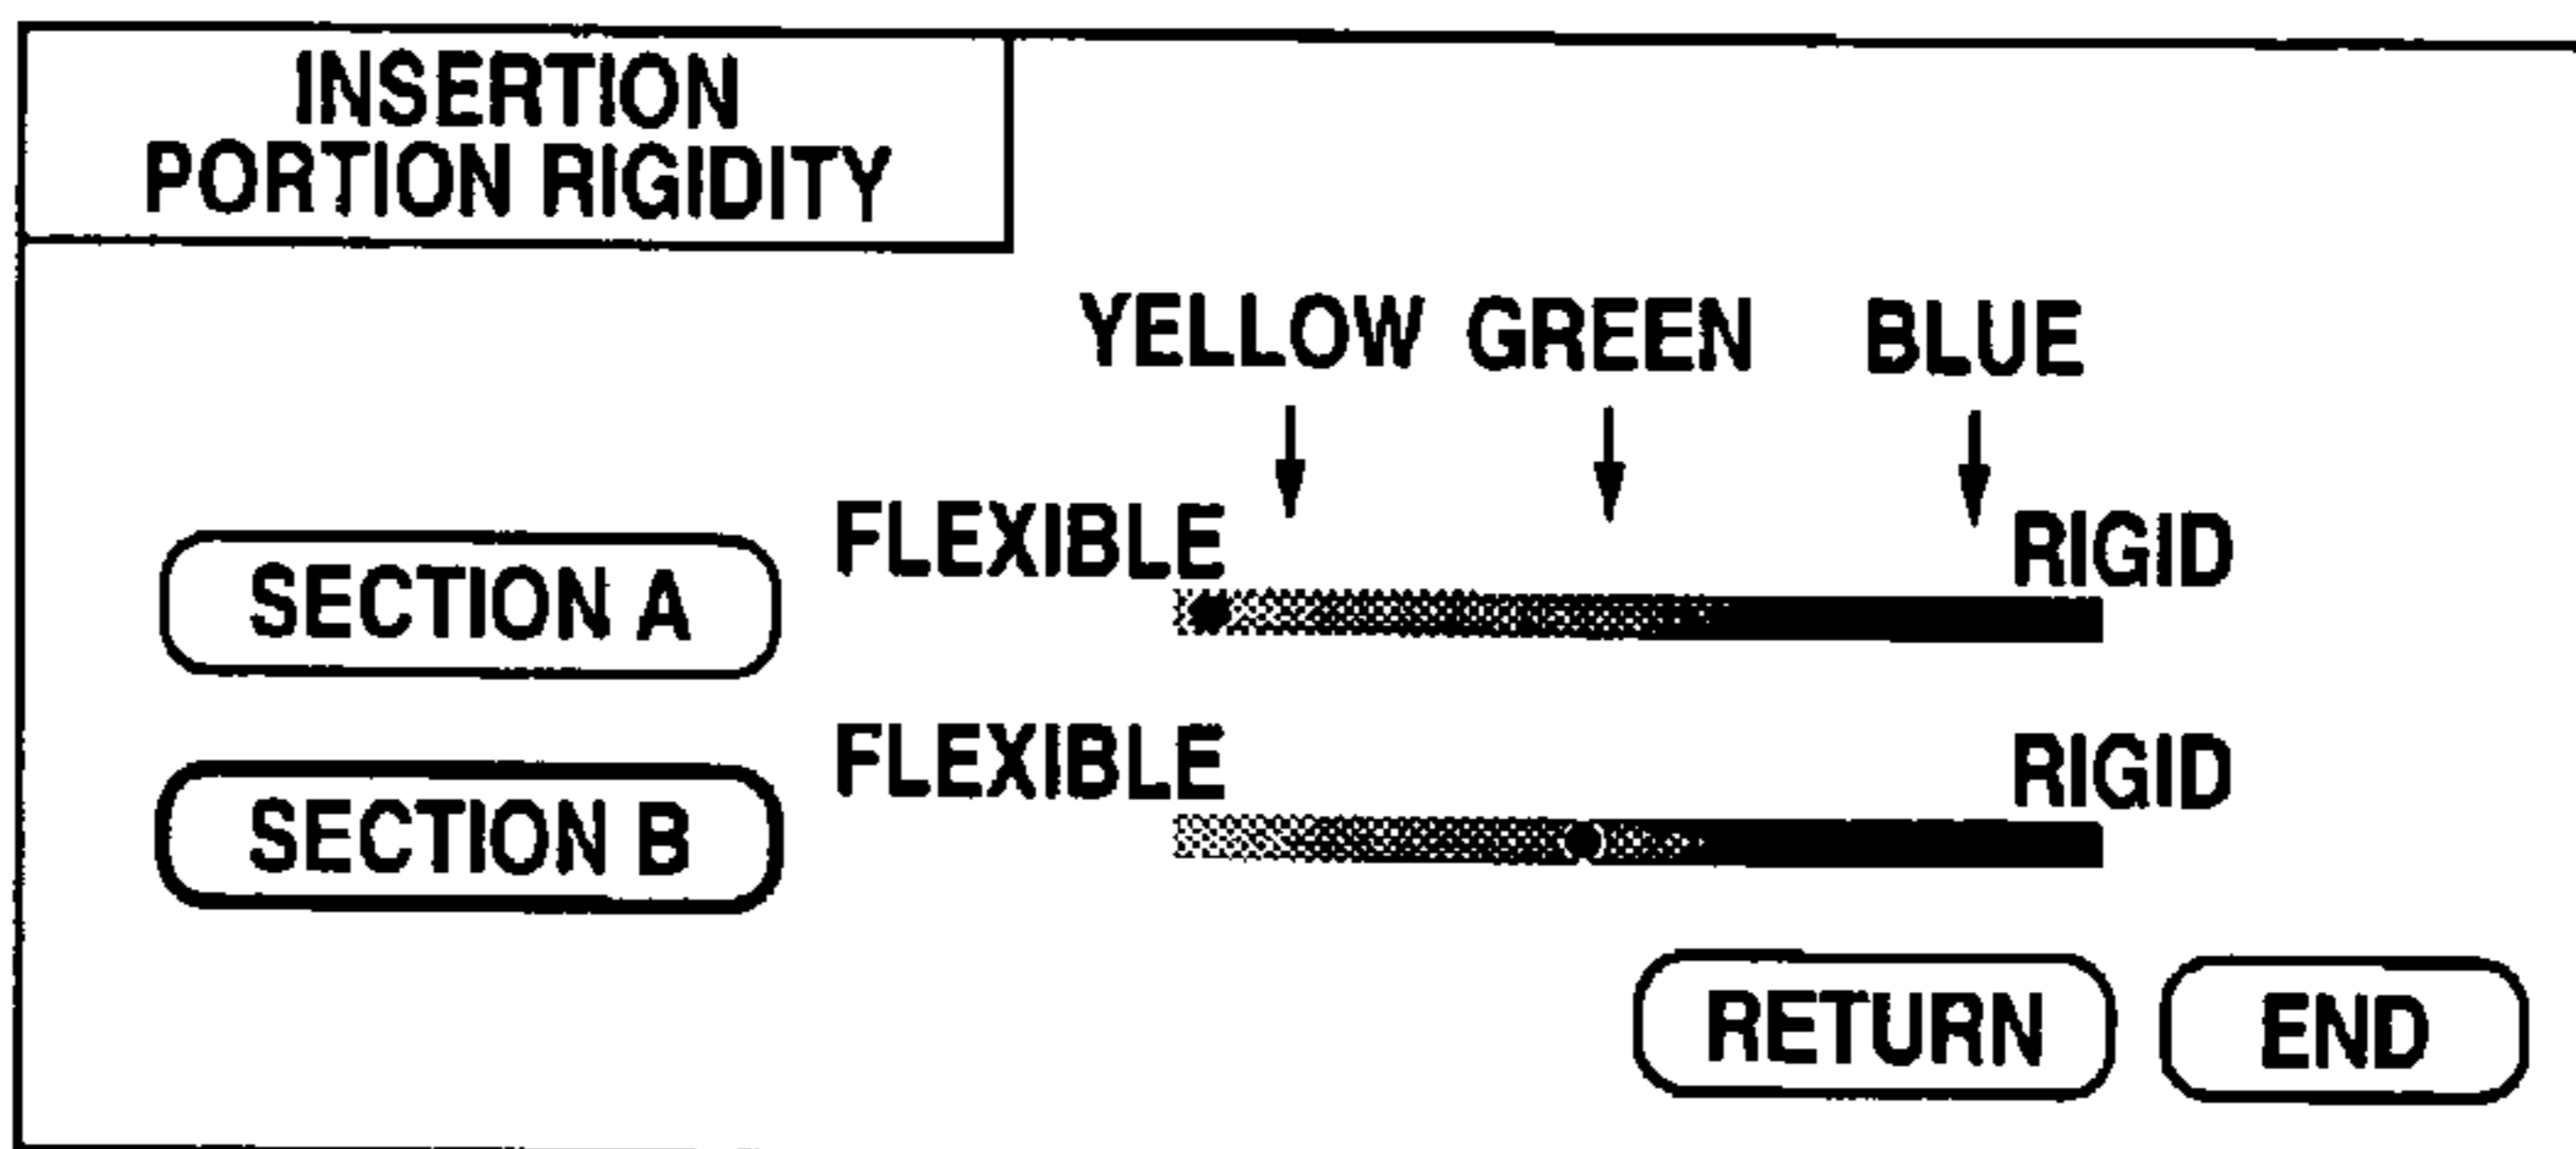 INSERTION
PORTION RIGIDITY
YELLOW GREEN BLUE
FLEXIBLE RIGID
SECTION A
FLEXIBLE RIGID
SECTION B
RETURN END